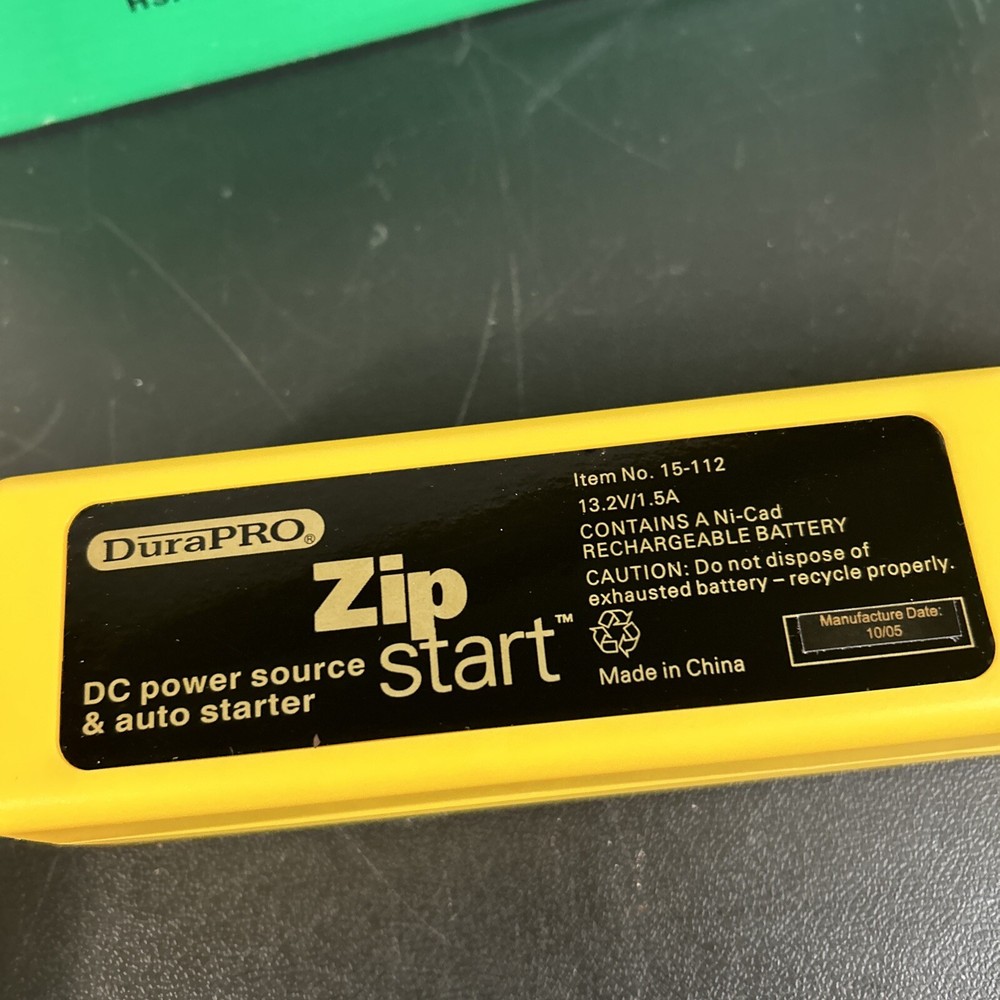 DuraPRO®
Zip
start™
DC power source
& auto starter
Item No. 15-112
13.2V/1.5A
CONTAINS A Ni-Cad
RECHARGEABLE BATTERY
CAUTION: Do not dispose of
exhausted battery – recycle properly.
Made in China
Manufacture Date:
10/05